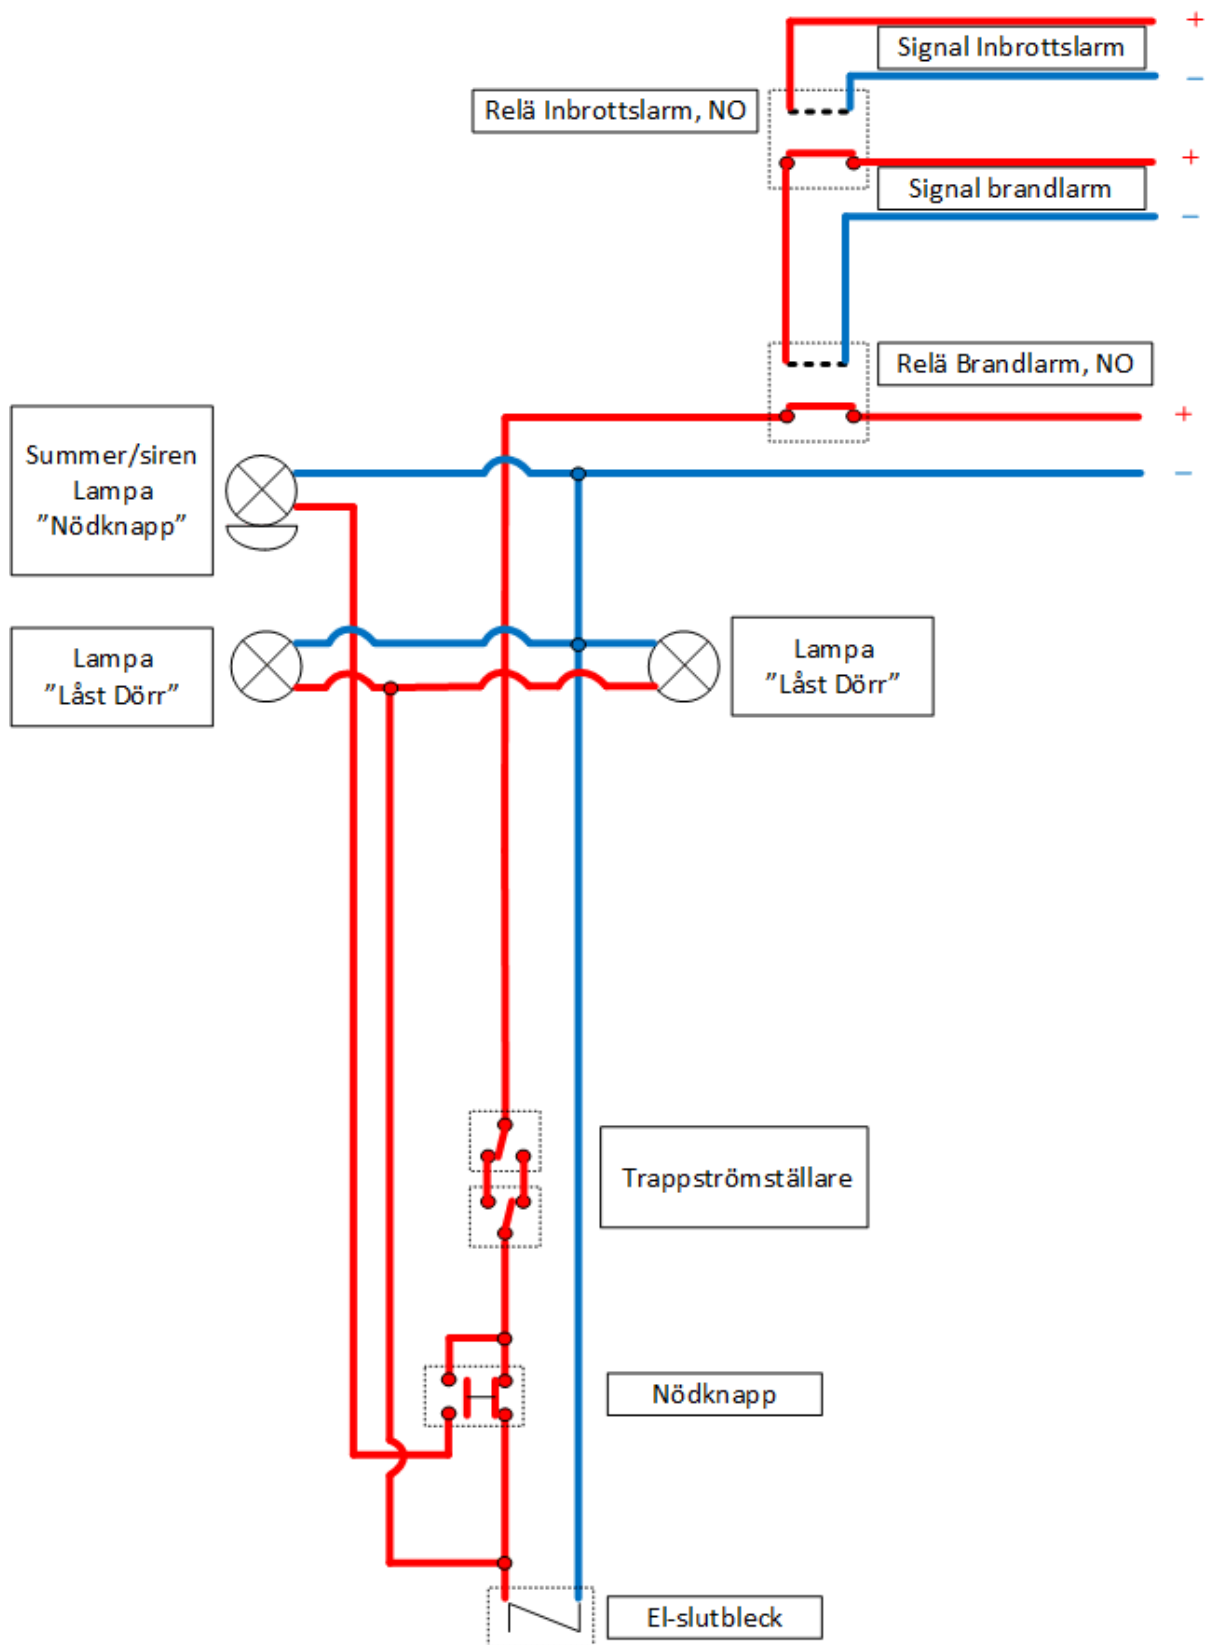 +
Signal Inbrottslarm
–
Relä Inbrottslarm, NO
+
Signal brandlarm
–
Relä Brandlarm, NO
+
–
Summer/siren
Lampa
”Nödknapp”
Lampa
”Låst Dörr”
Lampa
”Låst Dörr”
Trappströmställare
Nödknapp
El-slutbleck